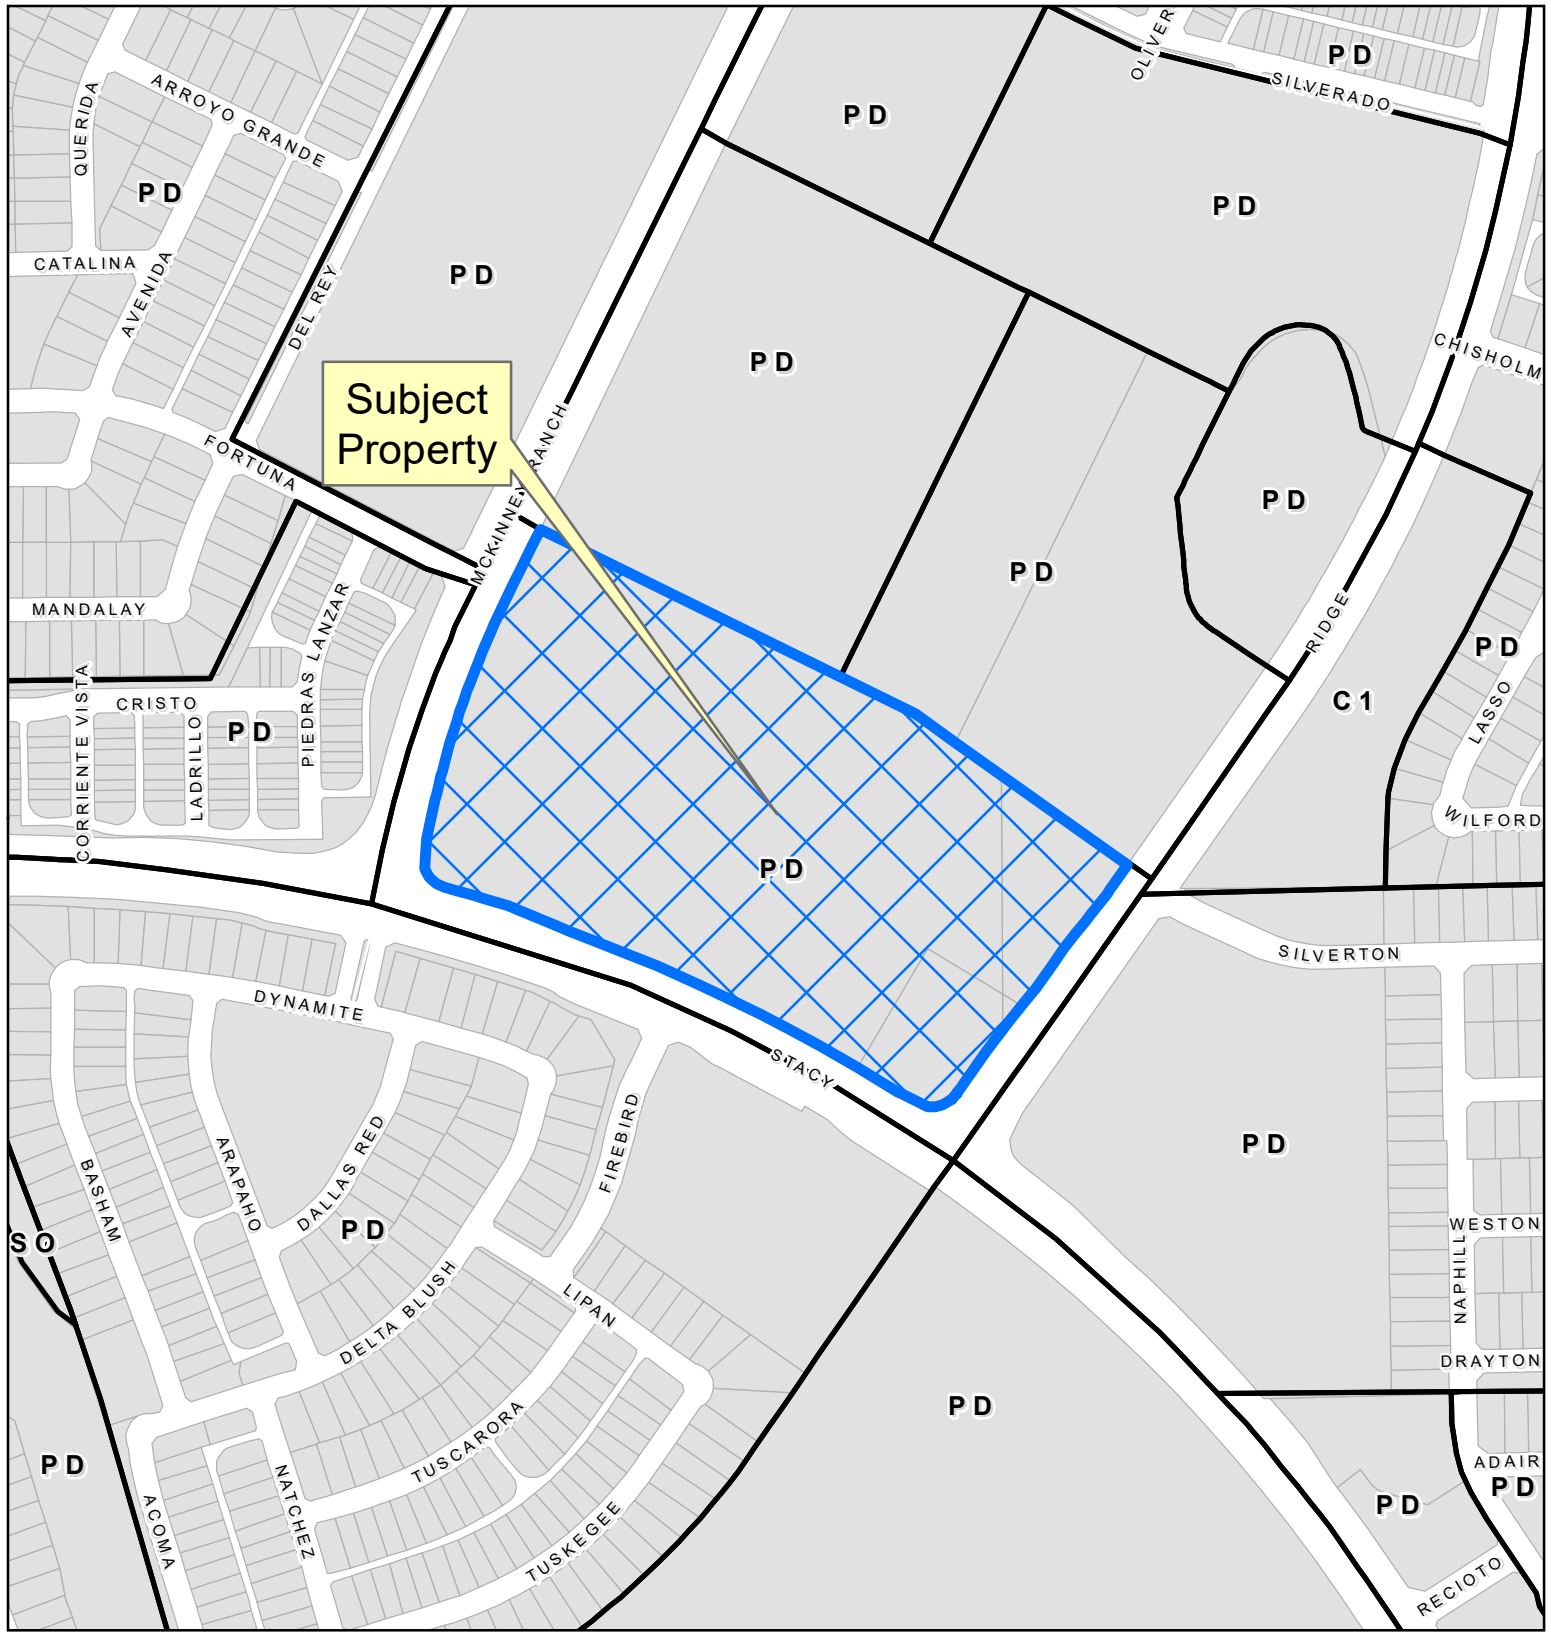 OLIVER
PD
SILVERADO
QUERIDA
ARROYO GRANDE
PD
PD
PD
CATALINA
AVENIDA
DEL REY
PD
CHISHOLM
PD
Subject
Property
MCKINNEY RANCH
FORTUNA
PD
PD
MANDALAY
PIEDRAS LANZAR
RIDGE
PD
CORRIENTE VISTA
CRISTO
LADRILLO
PD
C1
LASSO
WILFORD
PD
SILVERTON
DYNAMITE
STACY
FIREBIRD
BASHAM
ARAPAHO
DALLAS RED
PD
PD
SO
WESTON
NAPHILL
DELTA BLUSH
LIPAN
DRAYTON
PD
TUSCARORA
PD
ACOMA
NATCHEZ
TUSKEGEE
ADAIR
PD
PD
RECIOTO